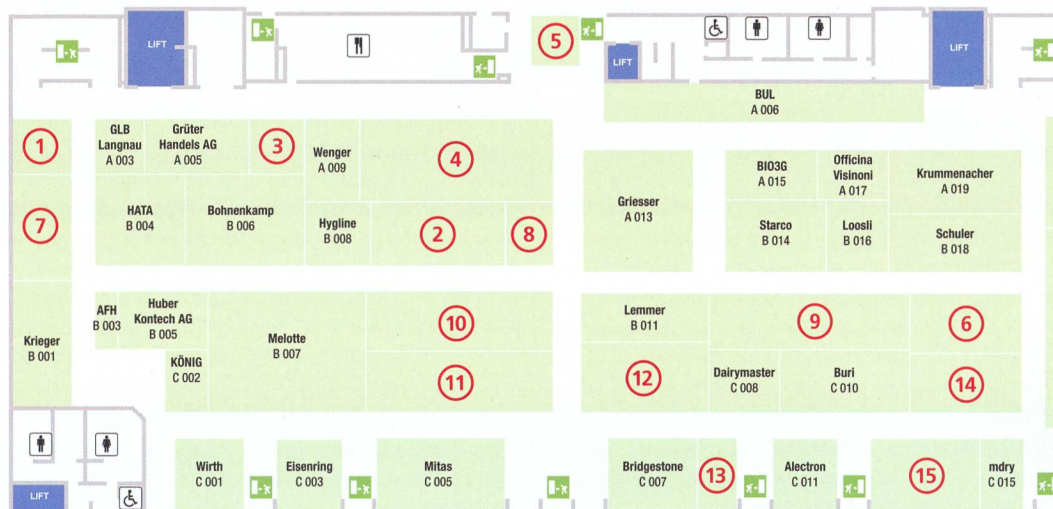 LIFT
5
LIFT
LIFT
BUL
A 006
1
GLB
Langnau
A 003
Grüter
Handels AG
A 005
3
Wenger
A 009
4
Griesser
A 013
BIO3G
A 015
Officina
Visinoni
A 017
Krummenacher
A 019
7
HATA
B 004
Bohnenkamp
B 006
Hygline
B 008
2
8
Starco
B 014
Loosli
B 016
Schuler
B 018
Krieger
B 001
AFH
B 003
Huber
Kontech AG
B 005
KÖNIG
C 002
Melotte
B 007
10
11
Lemmer
B 011
9
6
12
Dairymaster
C 008
Buri
C 010
14
LIFT
Wirth
C 001
Eisenring
C 003
Mitas
C 005
Bridgestone
C 007
13
Alectron
C 011
15
mdry
C 015